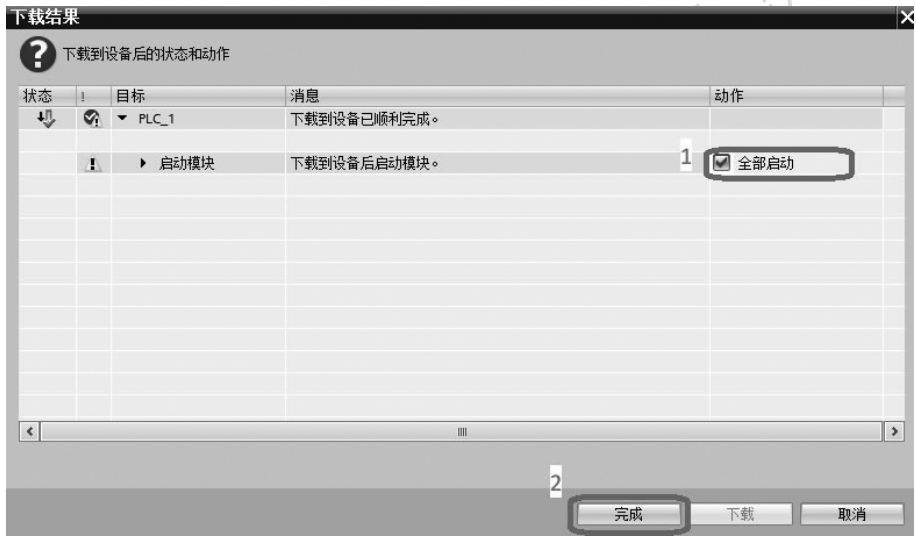 下载结果
下载到设备后的状态和动作
状态 ! 目标 消息 动作
PLC_1 下载到设备已顺利完成。
启动模块 下载到设备后启动模块。 1 全部启动
2
完成 下载 取消